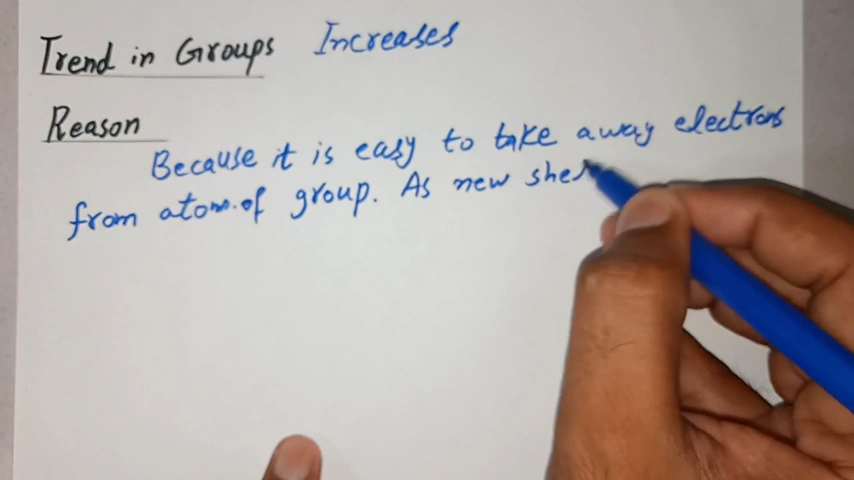 Trend in Groups Increases
Reason
Because it is easy to take away electrons
from atom of group. As new shel